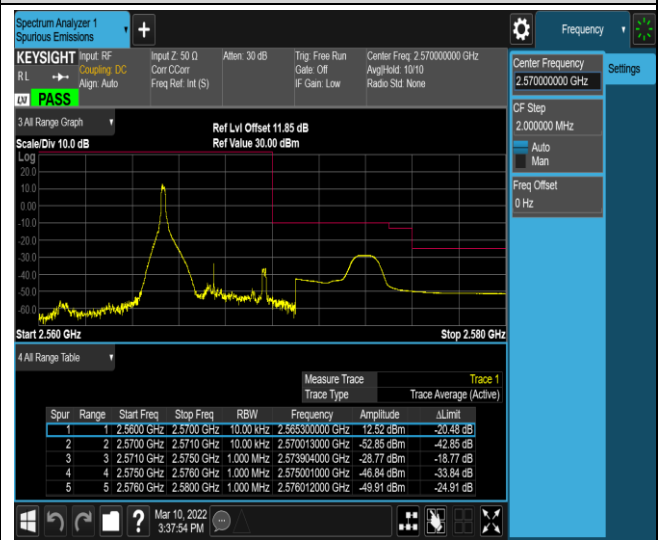 Spectrum Analyzer 1
Spurious Emissions
+
Frequency
KEYSIGHT Input: RF Input Z: 50 Ω Atten: 30 dB Trig: Free Run Center Freq: 2.570000000 GHz
RL Coupling: DC Corr CCorr Gate: Off Avg|Hold: 10/10
Align: Auto Freq Ref: Int (S) IF Gain: Low Radio Std: None
LXI PASS
3 All Range Graph
Ref Lvl Offset 11.85 dB
Scale/Div 10.0 dB Ref Value 30.00 dBm
Log
20.0
10.0
0.00
-10.0
-20.0
-30.0
-40.0
-50.0
-60.0
Start 2.560 GHz Stop 2.580 GHz
4 All Range Table
Measure Trace Trace 1
Trace Type Trace Average (Active)
Spur Range Start Freq Stop Freq RBW Frequency Amplitude ΔLimit
1 1 2.5600 GHz 2.5700 GHz 10.00 kHz 2.565300000 GHz 12.52 dBm -20.48 dB
2 2 2.5700 GHz 2.5710 GHz 10.00 kHz 2.570013000 GHz -52.85 dBm -42.85 dB
3 3 2.5710 GHz 2.5750 GHz 1.000 MHz 2.573904000 GHz -28.77 dBm -18.77 dB
4 4 2.5750 GHz 2.5760 GHz 1.000 MHz 2.575001000 GHz -46.84 dBm -33.84 dB
5 5 2.5760 GHz 2.5800 GHz 1.000 MHz 2.576012000 GHz -49.91 dBm -24.91 dB
?
Mar 10, 2022
3:37:54 PM
Center Frequency
2.570000000 GHz
Settings
CF Step
2.000000 MHz
Auto
Man
Freq Offset
0 Hz